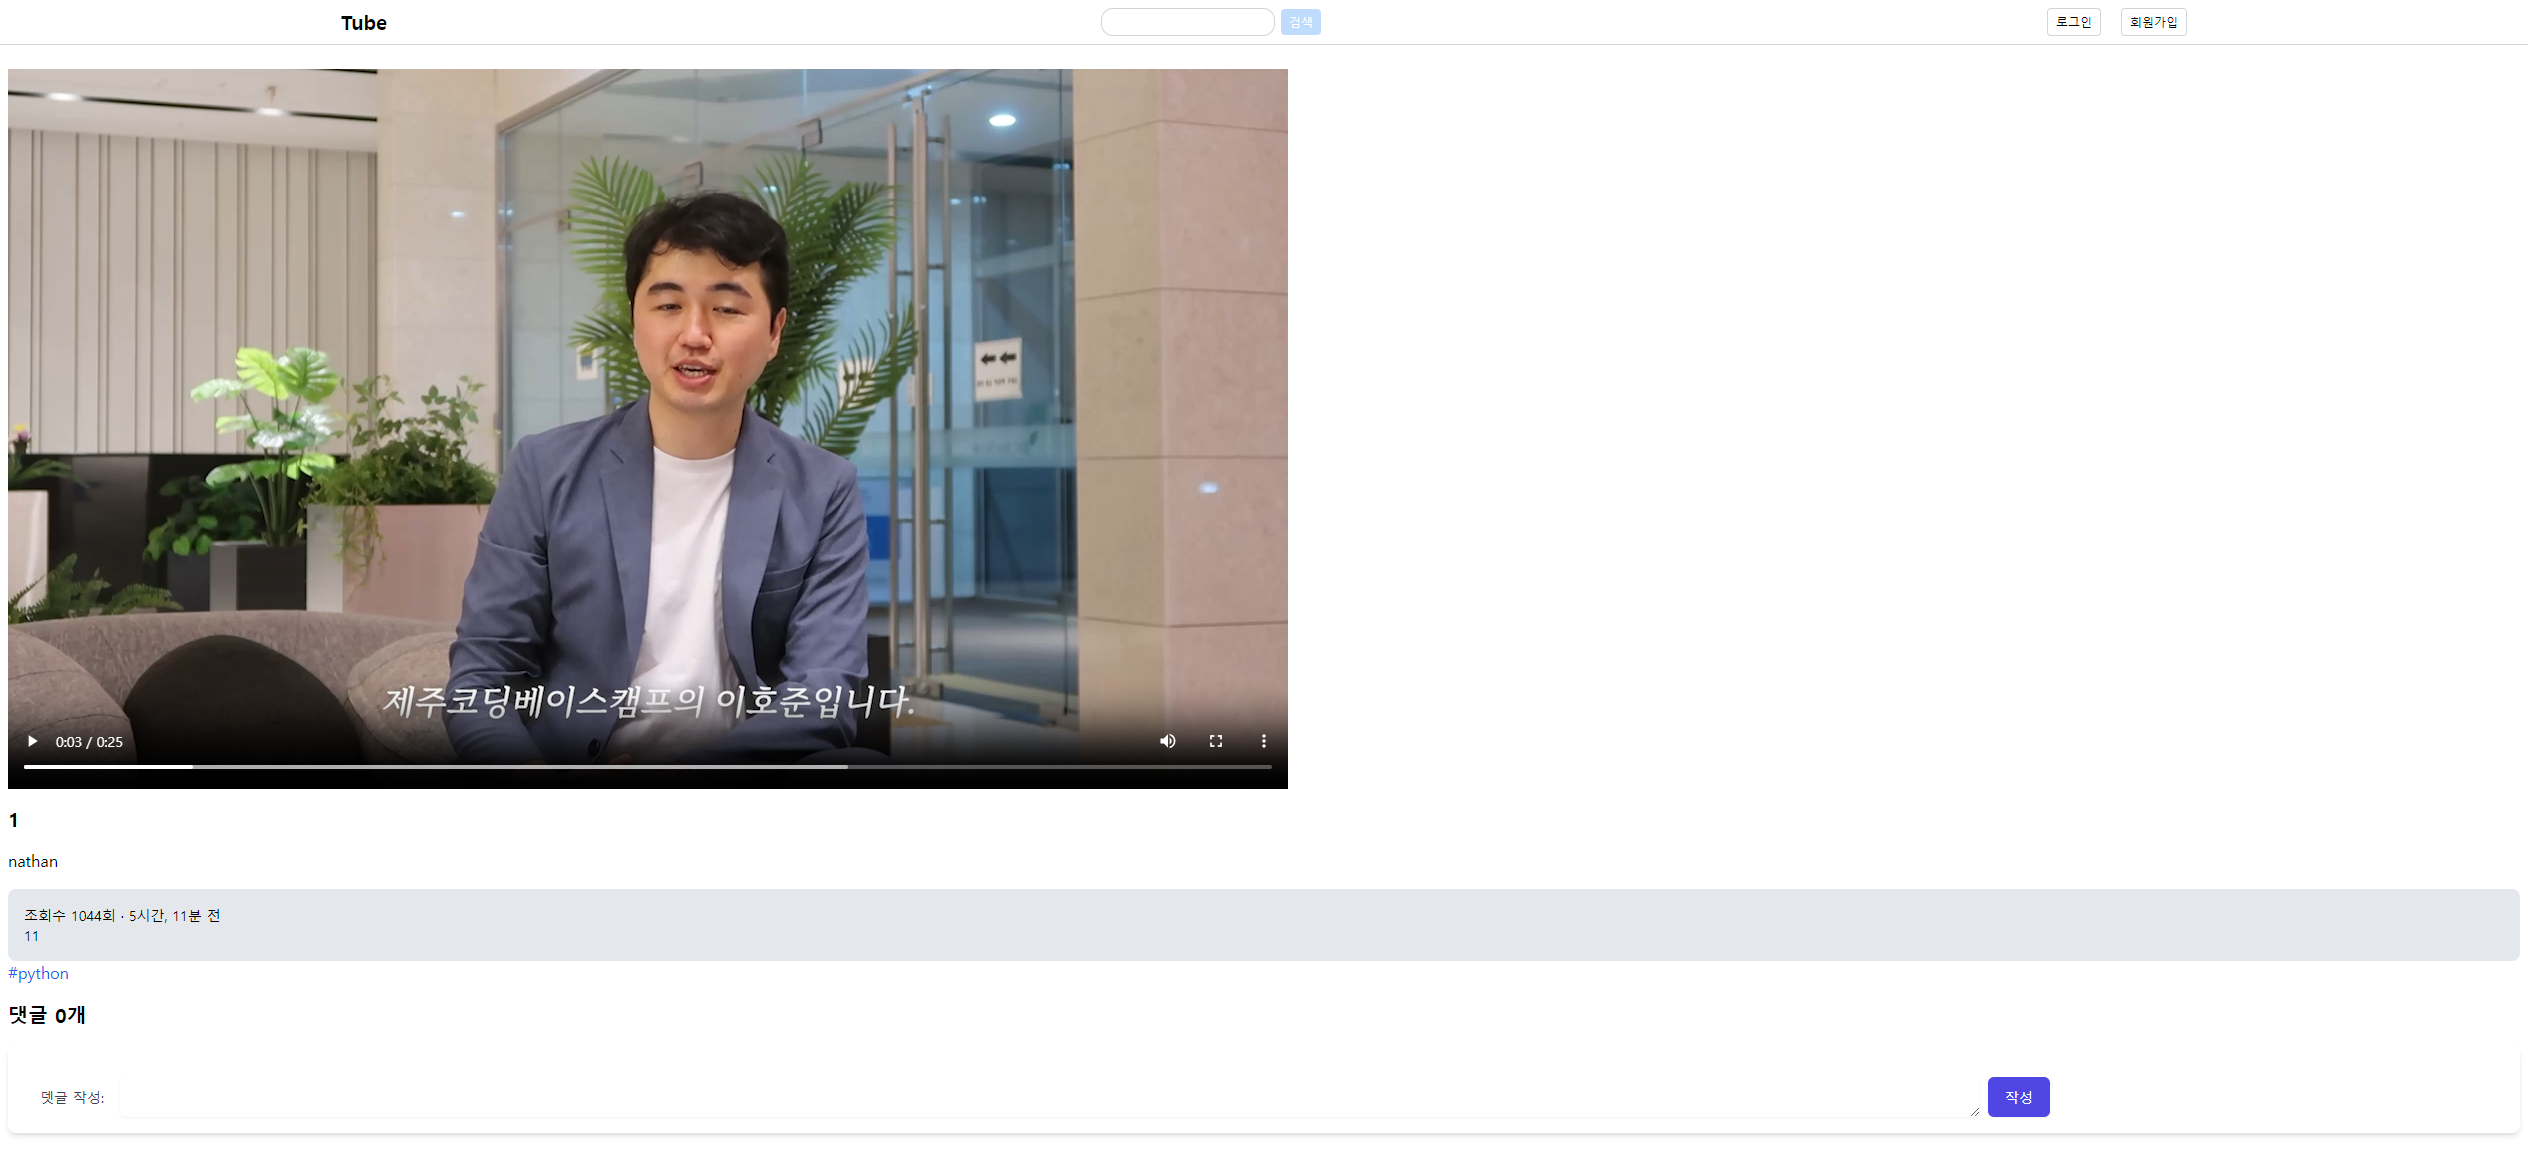 Tube
검색
로그인
회원가입
제주코딩베이스캠프의 이호준입니다.
0:03 / 0:25
1
nathan
조회수 1044회 · 5시간, 11분 전
11
#python
댓글 0개
뎃글 작성:
작성